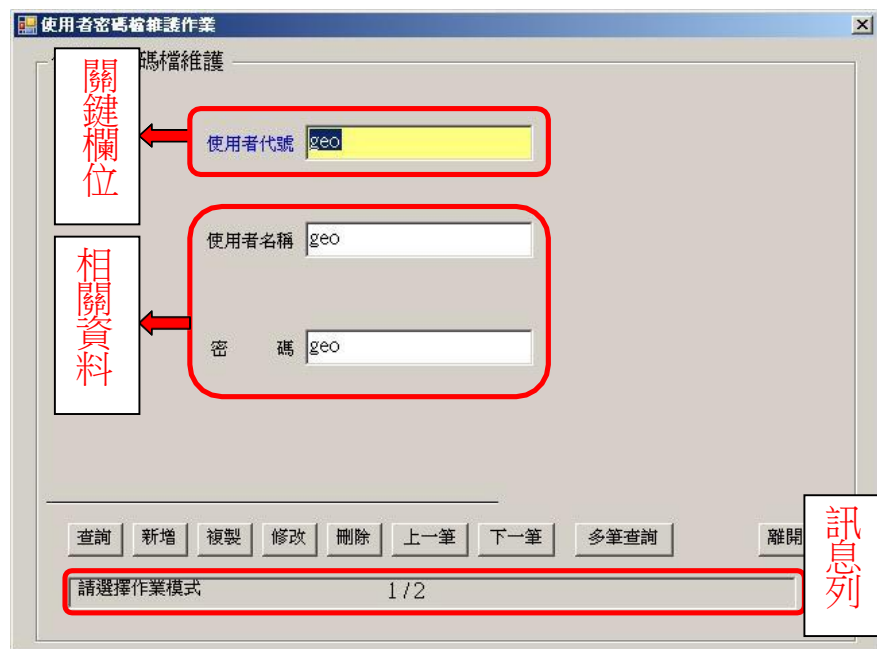 使用者密碼檔維護作業
碼檔維護
關鍵欄位
使用者代號 geo
使用者名稱 geo
相關資料
密 碼 geo
查詢 新增 複製 修改 刪除 上一筆 下一筆 多筆查詢 離開
訊息列
請選擇作業模式 1/2